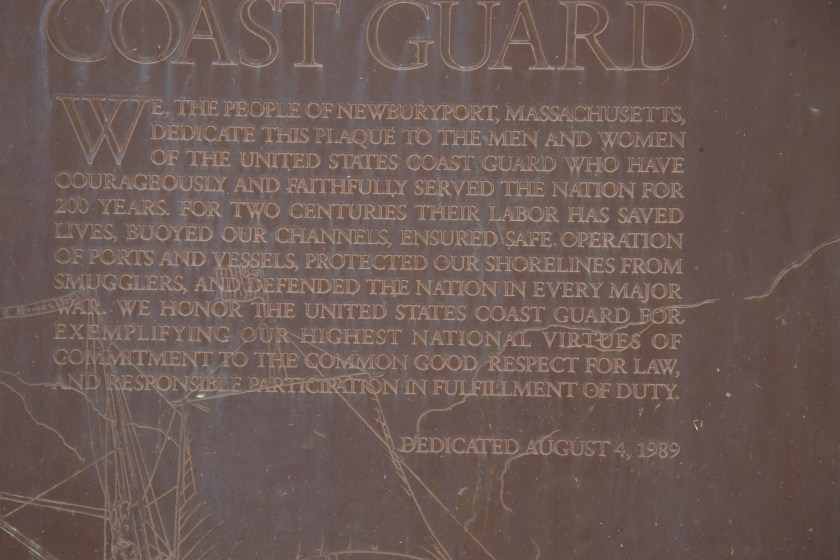 COAST GUARD
WE, THE PEOPLE OF NEWBURYPORT, MASSACHUSETTS,
DEDICATE THIS PLAQUE TO THE MEN AND WOMEN
OF THE UNITED STATES COAST GUARD WHO HAVE
COURAGEOUSLY AND FAITHFULLY SERVED THE NATION FOR
200 YEARS. FOR TWO CENTURIES THEIR LABOR HAS SAVED
LIVES, BUOYED OUR CHANNELS, ENSURED SAFE OPERATION
OF PORTS AND VESSELS, PROTECTED OUR SHORELINES FROM
SMUGGLERS, AND DEFENDED THE NATION IN EVERY MAJOR
WAR. WE HONOR THE UNITED STATES COAST GUARD FOR
EXEMPLIFYING OUR HIGHEST NATIONAL VIRTUES OF
COMMITMENT TO THE COMMON GOOD RESPECT FOR LAW,
AND RESPONSIBLE PARTICIPATION IN FULFILLMENT OF DUTY.
DEDICATED AUGUST 4, 1989